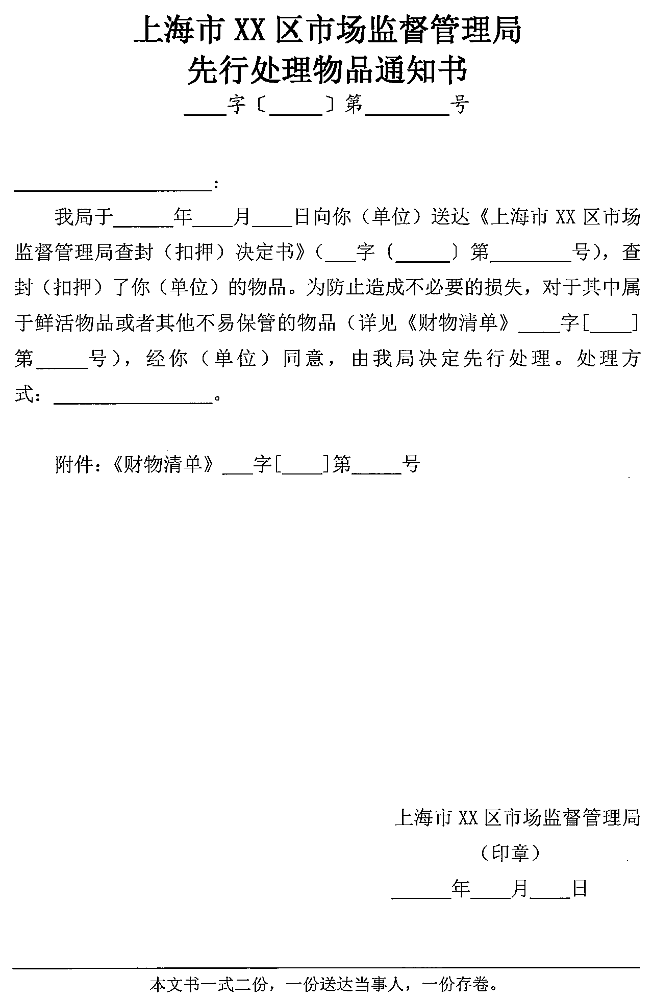 上海市 XX 区市场监督管理局
先行处理物品通知书
____字〔_____〕第________号
___________________：
我局于______年____月____日向你（单位）送达《上海市 XX 区市场
监督管理局查封（扣押）决定书》（___字〔_____〕第________号），查
封（扣押）了你（单位）的物品。为防止造成不必要的损失，对于其中属
于鲜活物品或者其他不易保管的物品（详见《财物清单》____字[____]
第_____号），经你（单位）同意，由我局决定先行处理。处理方
式：________________。
附件：《财物清单》___字[____]第_____号
上海市 XX 区市场监督管理局
（印章）
______年____月____日
本文书一式二份，一份送达当事人，一份存卷。